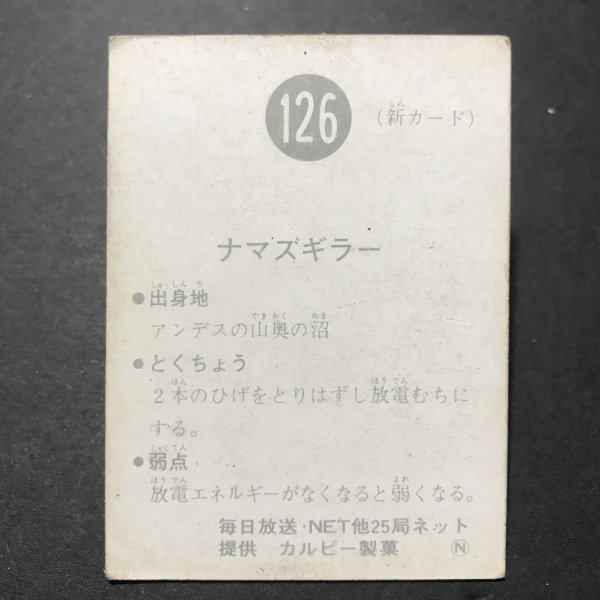 126 (新カード)
ナマズギラー
●出身地
アンデスの山奥の沼
●とくちょう
2本のひげをとりはずし放電むちに
する。
●弱点
放電エネルギーがなくなると弱くなる。
毎日放送・NET他25局ネット
提供 カルビー製菓 Ⓝ